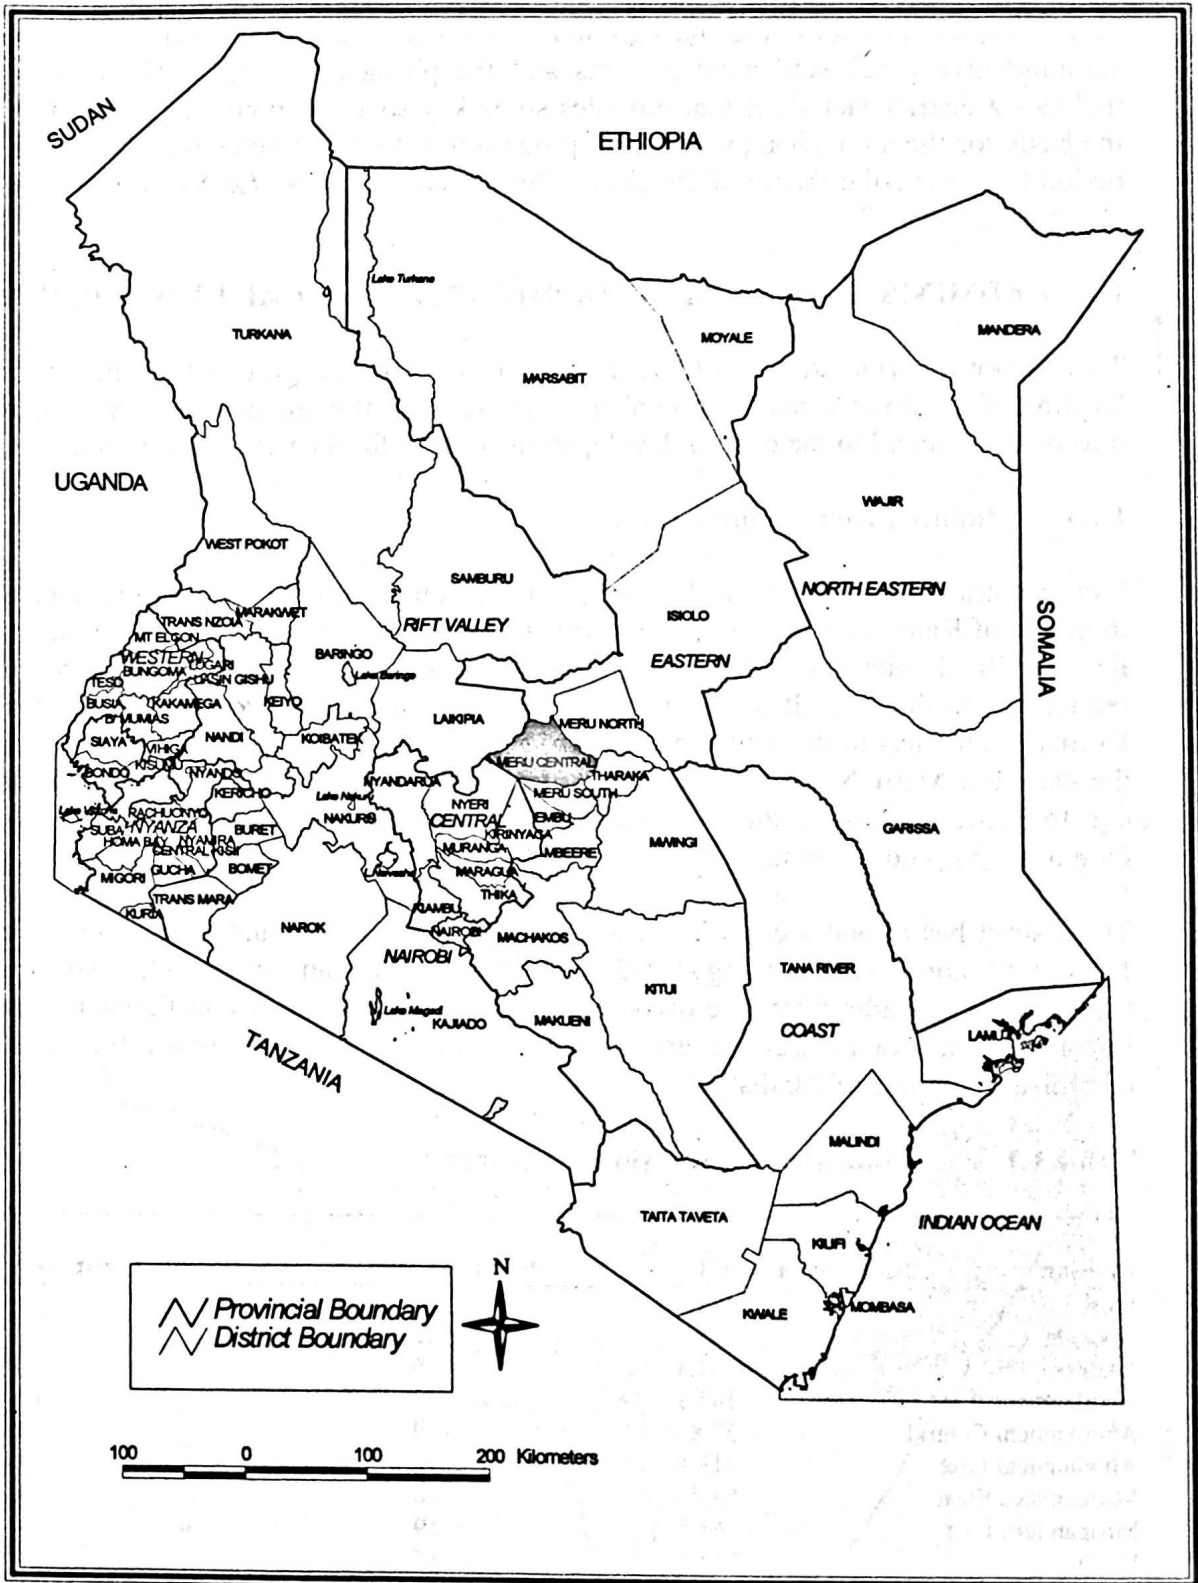 SUDAN
ETHIOPIA
Lake Turkana
TURKANA
MOYALE
MANDERA
MARSABIT
UGANDA
WAJIR
WEST POKOT
SAMBURU
NORTH EASTERN
MARAKWET
TRANS NZOIA
RIFT VALLEY
ISIOLO
SOMALIA
MT ELGON
WESTERN
LUGARI
BARINGO
EASTERN
BUNGOMA
UASIN GISHU
Lake Baringo
TESO
BUSIA
KAKAMEGA
KEIYO
B/MUMIAS
LAIKIPIA
MERU NORTH
SIAYA
VIHIGA
NANDI
KOIBATEK
KISUMU
MERU CENTRAL
BONDO
NYANDO
NYANDARUA
THARAKA
KERICHO
Lake Nakuru
MERU SOUTH
Lake Victoria
RACHUONYO
NAKURU
NYERI
EMBU
GARISSA
SUBA
NYANZA
BURET
CENTRAL
KIRINYAGA
HOMA BAY
NYAMIRA
CENTRAL KISII
MURANGA
MBEERE
MWINGI
MIGORI
GUCHA
BOMET
L.Naivasha
MARAGUA
THIKA
TRANS MARA
KURIA
KIAMBU
NAROK
NAIROBI
MACHAKOS
NAIROBI
TANA RIVER
KITUI
Lake Magadi
KAJIADO
MAKUENI
COAST
LAMU
TANZANIA
MALINDI
TAITA TAVETA
INDIAN OCEAN
KILIFI
KWALE
MOMBASA
N
Provincial Boundary
District Boundary
100 0 100 200 Kilometers